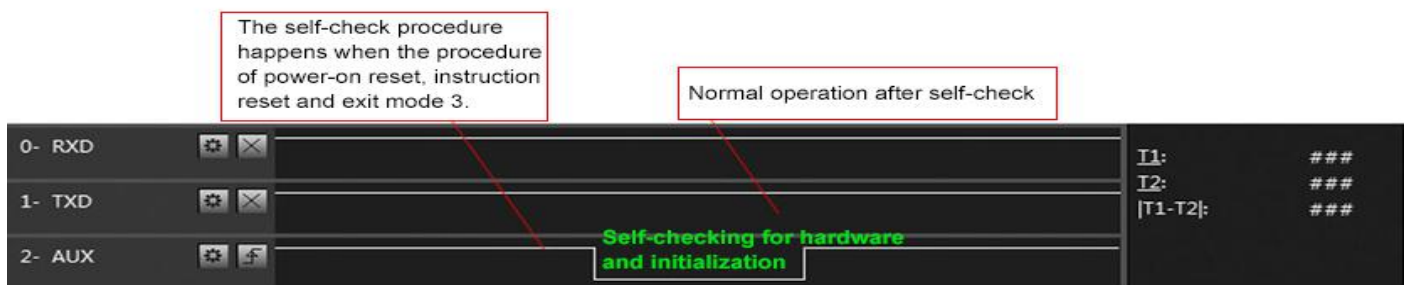 The self-check procedure
happens when the procedure
of power-on reset, instruction
reset and exit mode 3.
Normal operation after self-check
0- RXD
1- TXD
2- AUX
Self-checking for hardware
and initialization
T1: ###
T2: ###
|T1-T2|: ###